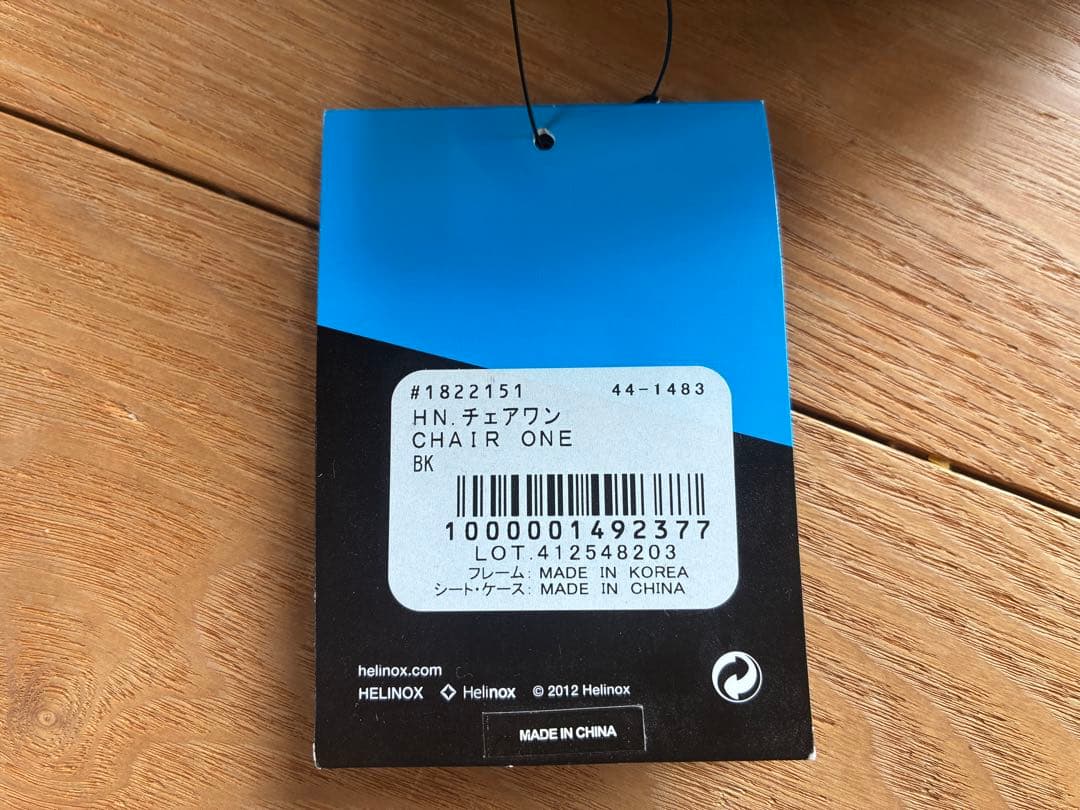 #1822151 44-1483
HN.チェアワン
CHAIR ONE
BK
1000001492377
LOT.412548203
フレーム: MADE IN KOREA
シート・ケース: MADE IN CHINA
helinox.com
HELINOX Helinox © 2012 Helinox
MADE IN CHINA